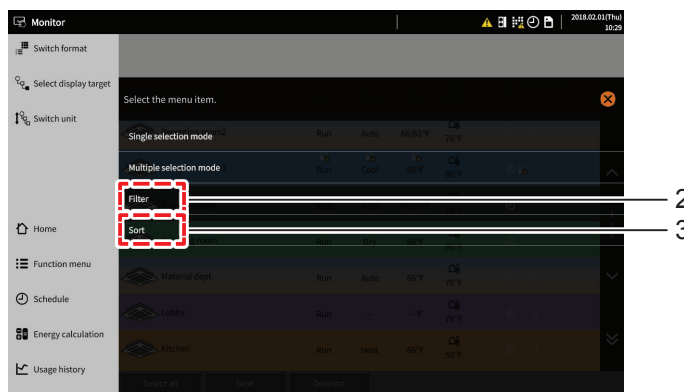 Monitor
2018.02.01(Thu)
10:29
Switch format
Select display target
Switch unit
Select the menu item.
Single selection mode
Multiple selection mode
Filter
Sort
2
3
Run Auto 66/62°F 76°F
Run Cool
Run Dry 86°F
Material dept. Run Auto 86°F 76°F
Lobby Run - -°F 76°F
Kitchen Run Heat 86°F 58°F
Select all Next Deselect
Home
Function menu
Schedule
Energy calculation
Usage history